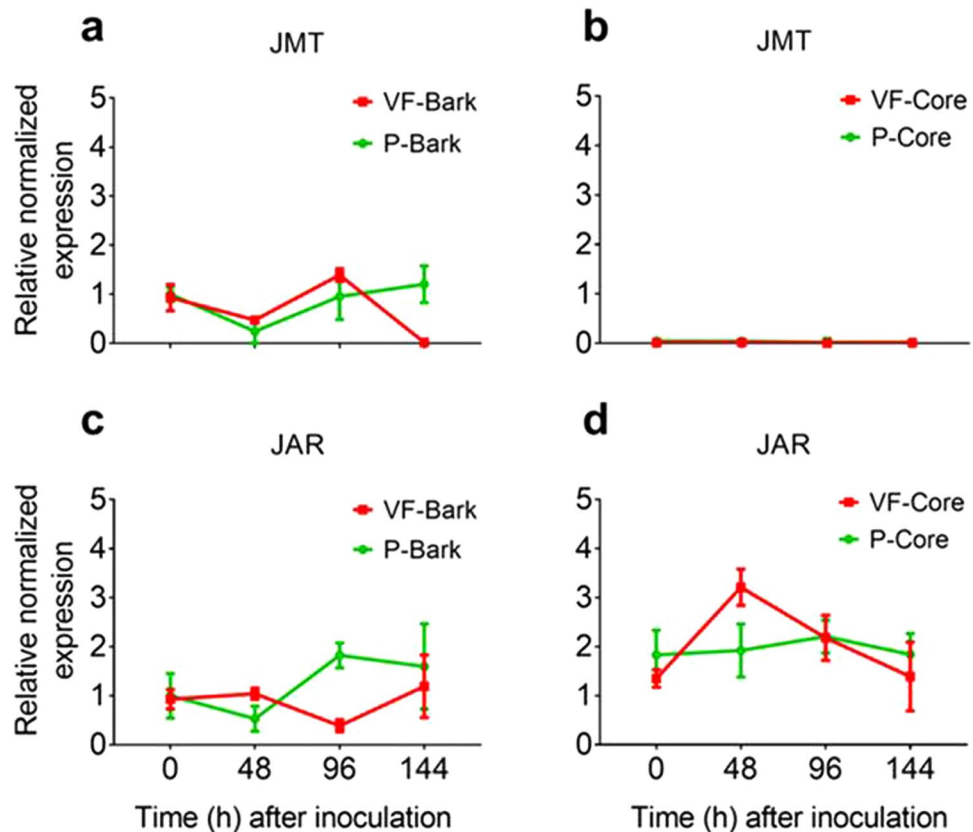 a
JMT
Relative normalized
expression
5
4
3
2
1
0
VF-Bark
P-Bark
b
JMT
5
4
3
2
1
0
VF-Core
P-Core
c
JAR
Relative normalized
expression
5
4
3
2
1
0
VF-Bark
P-Bark
0 48 96 144
Time (h) after inoculation
d
JAR
5
4
3
2
1
0
VF-Core
P-Core
0 48 96 144
Time (h) after inoculation